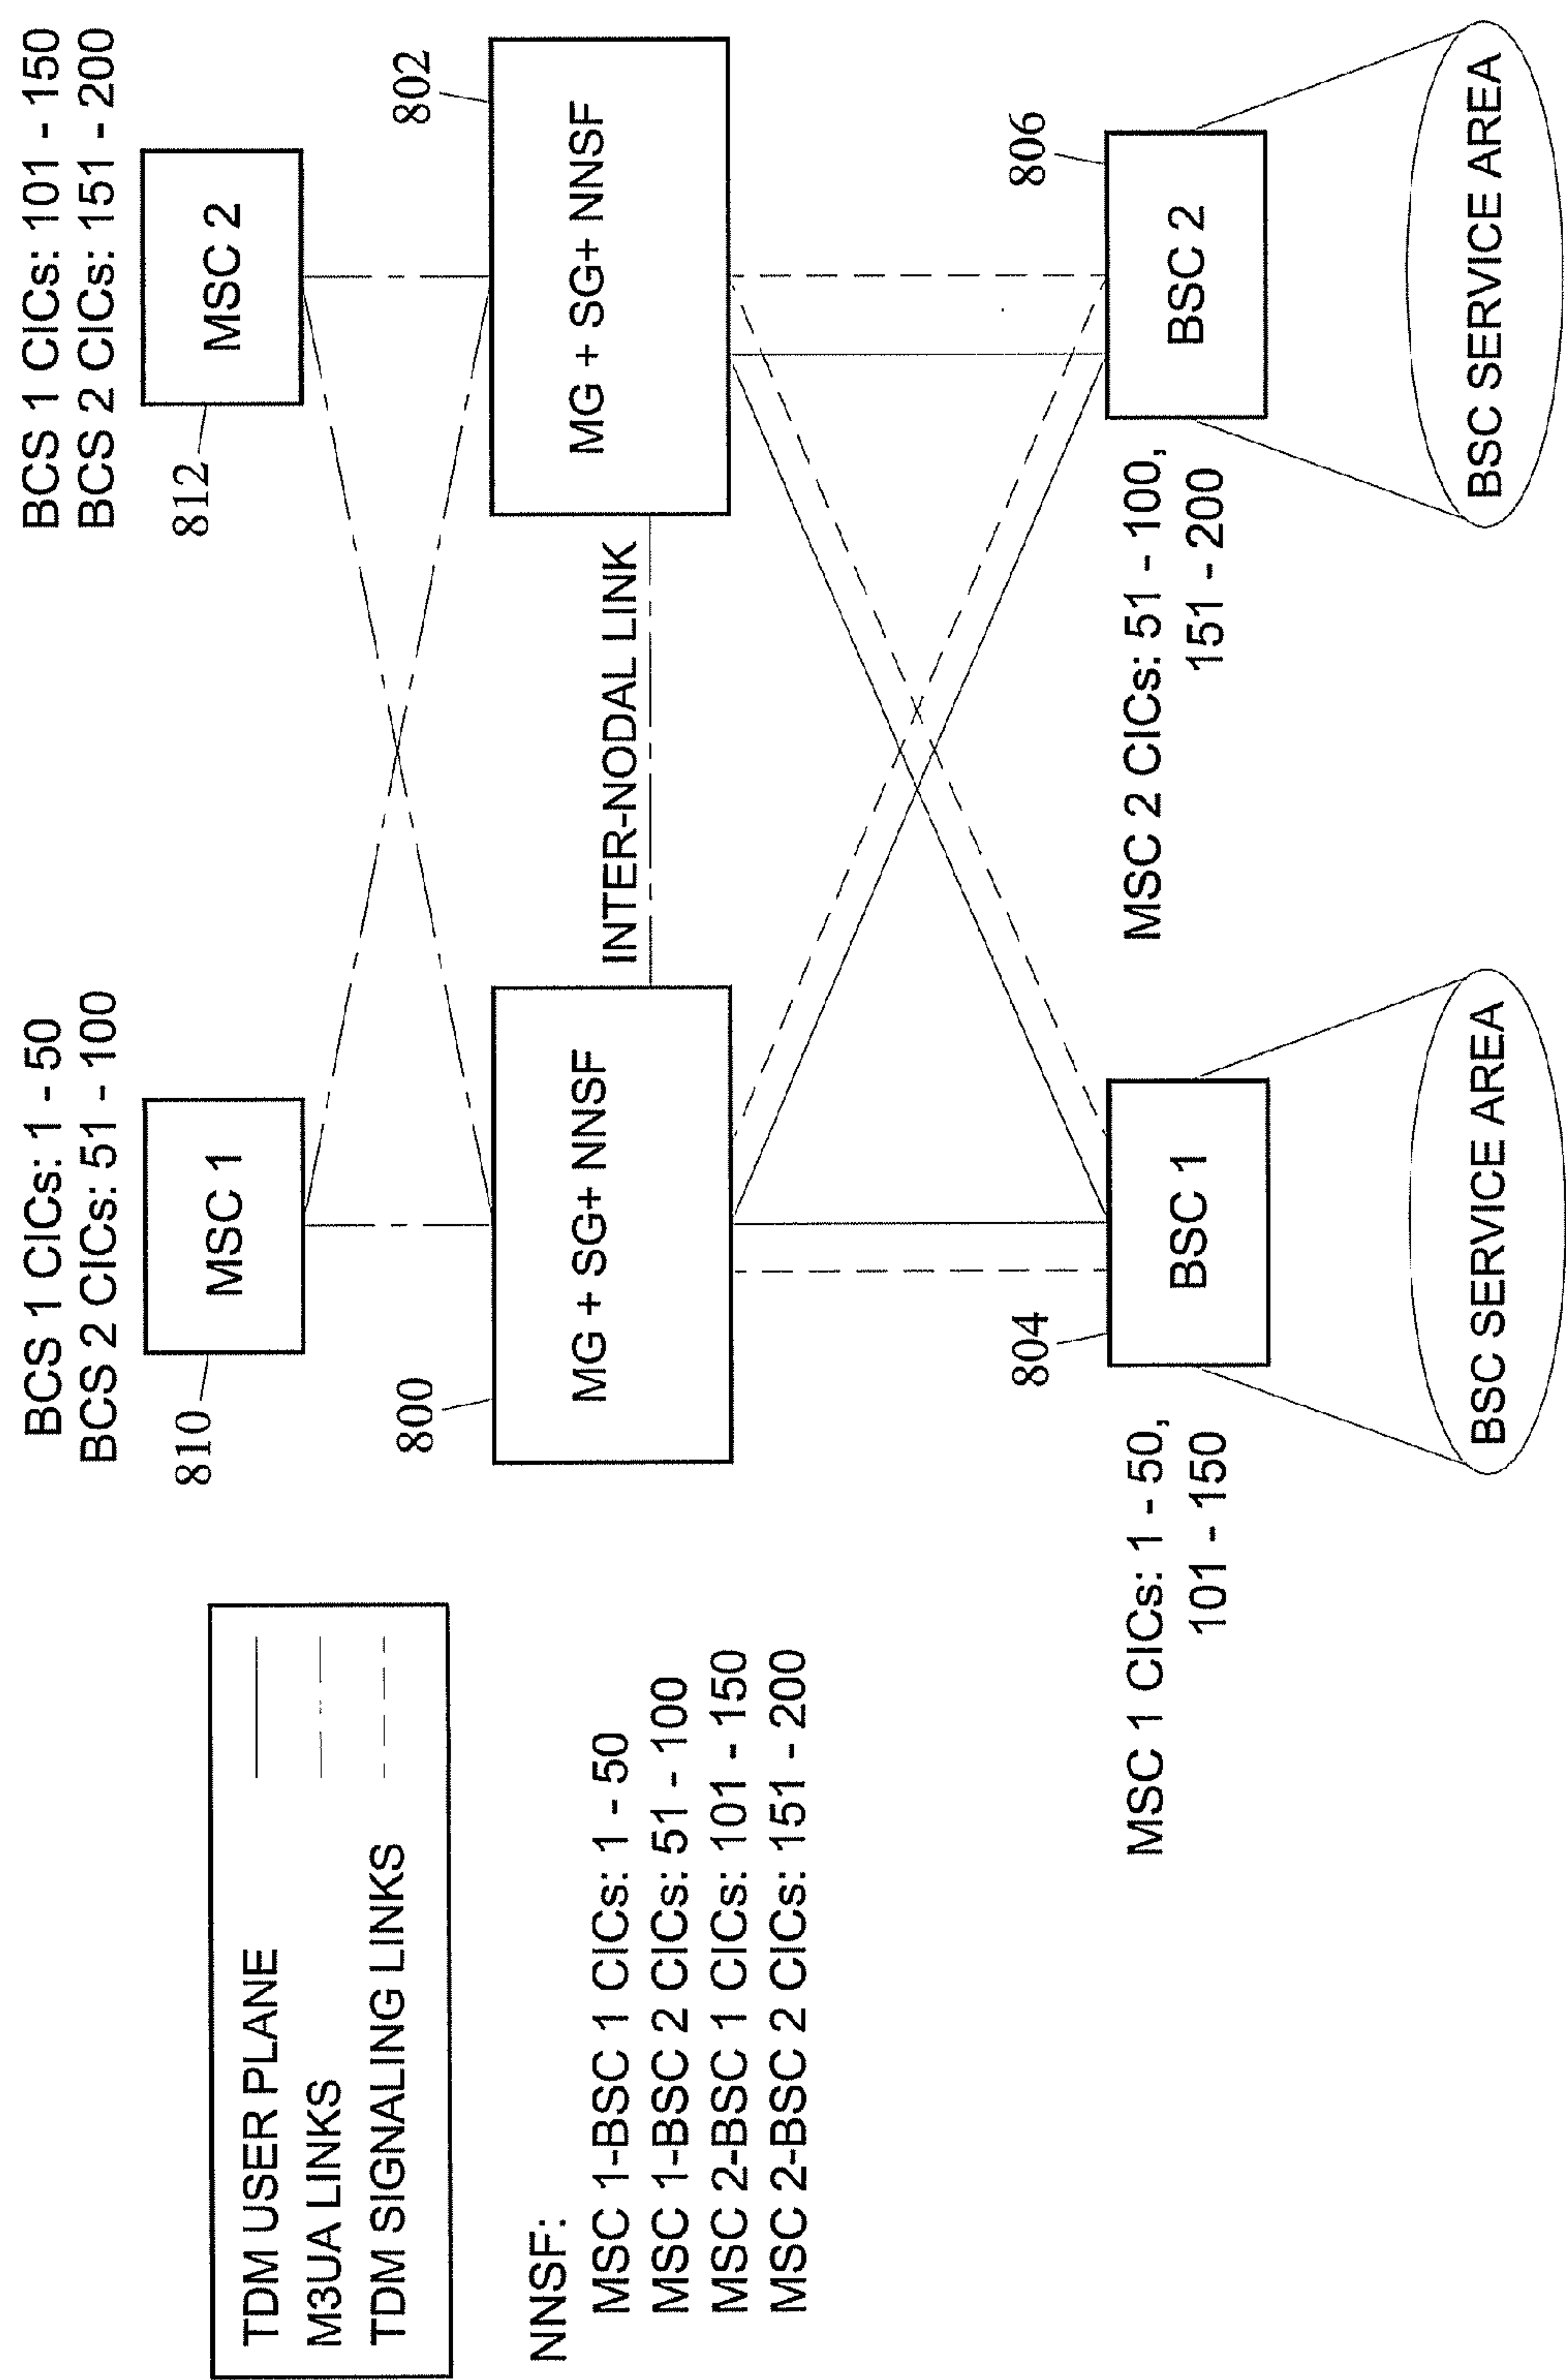 BCS 1 CICs: 1 - 50
BCS 2 CICs: 51 - 100
BCS 1 CICs: 101 - 150
BCS 2 CICs: 151 - 200
810
MSC 1
812
MSC 2
TDM USER PLANE
M3UA LINKS
TDM SIGNALING LINKS
800
MG + SG+ NNSF
INTER-NODAL LINK
802
MG + SG+ NNSF
NNSF:
MSC 1-BSC 1 CICs: 1 - 50
MSC 1-BSC 2 CICs: 51 - 100
MSC 2-BSC 1 CICs: 101 - 150
MSC 2-BSC 2 CICs: 151 - 200
804
BSC 1
806
BSC 2
MSC 1 CICs: 1 - 50,
101 - 150
MSC 2 CICs: 51 - 100,
151 - 200
BSC SERVICE AREA
BSC SERVICE AREA